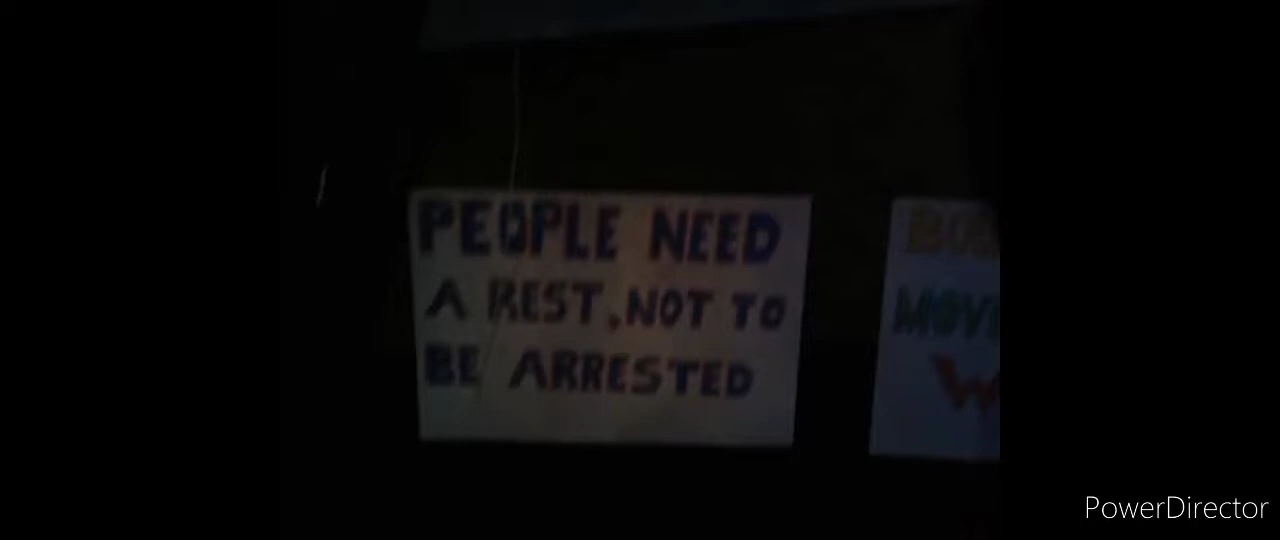 PEOPLE NEED
A REST, NOT TO
BE ARRESTED
PowerDirector